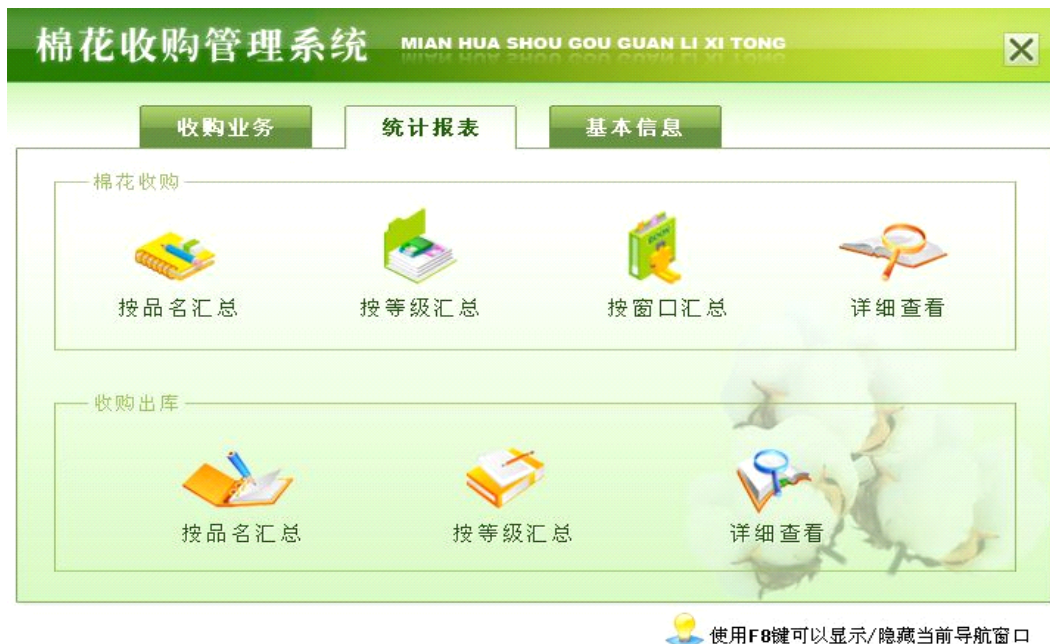 棉花收购管理系统 MIAN HUA SHOU GOU GUAN LI XI TONG
收购业务 统计报表 基本信息
棉花收购
BOOK
按品名汇总 按等级汇总 按窗口汇总 详细查看
收购出库
按品名汇总 按等级汇总 详细查看
使用F8键可以显示/隐藏当前导航窗口